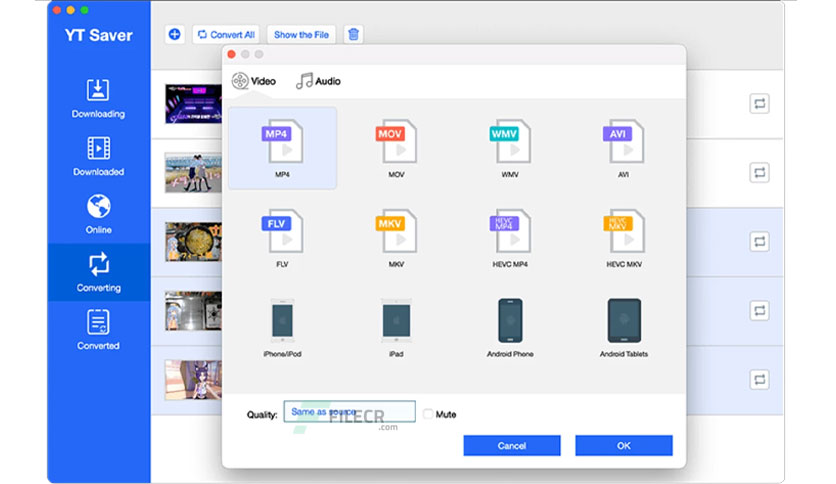 YT Saver
Convert All
Show the File
Downloading
Downloaded
Online
Converting
Converted
Video
Audio
MP4
MOV
WMV
AVI
MP4
MOV
WMV
AVI
FLV
MKV
HEVC MP4
HEVC MKV
FLV
MKV
HEVC MP4
HEVC MKV
iPhone/iPod
iPad
Android Phone
Android Tablets
Quality:
Same as source
Mute
FILECR
.com
Cancel
OK